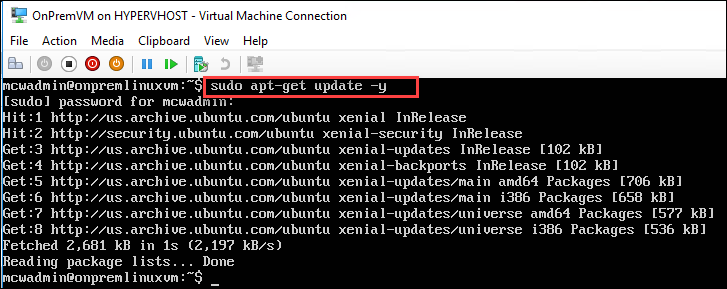 OnPremVM on HYPERVHOST - Virtual Machine Connection
File Action Media Clipboard View Help
mcwadmin@onpremlinuxvm:~$ sudo apt-get update -y
[sudo] password for mcwadmin:
Hit:1 http://us.archive.ubuntu.com/ubuntu xenial InRelease
Hit:2 http://security.ubuntu.com/ubuntu xenial-security InRelease
Get:3 http://us.archive.ubuntu.com/ubuntu xenial-updates InRelease [102 kB]
Get:4 http://us.archive.ubuntu.com/ubuntu xenial-backports InRelease [102 kB]
Get:5 http://us.archive.ubuntu.com/ubuntu xenial-updates/main amd64 Packages [706 kB]
Get:6 http://us.archive.ubuntu.com/ubuntu xenial-updates/main i386 Packages [658 kB]
Get:7 http://us.archive.ubuntu.com/ubuntu xenial-updates/universe amd64 Packages [577 kB]
Get:8 http://us.archive.ubuntu.com/ubuntu xenial-updates/universe i386 Packages [536 kB]
Fetched 2,681 kB in 1s (2,197 kB/s)
Reading package lists... Done
mcwadmin@onpremlinuxvm:~$ _